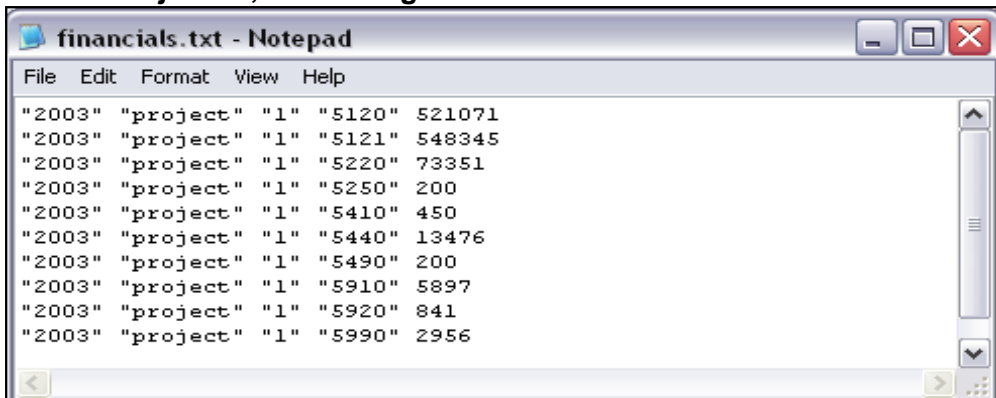 financials.txt - Notepad
File Edit Format View Help
"2003" "project" "1" "5120" 521071
"2003" "project" "1" "5121" 548345
"2003" "project" "1" "5220" 73351
"2003" "project" "1" "5250" 200
"2003" "project" "1" "5410" 450
"2003" "project" "1" "5440" 13476
"2003" "project" "1" "5490" 200
"2003" "project" "1" "5910" 5897
"2003" "project" "1" "5920" 841
"2003" "project" "1" "5990" 2956